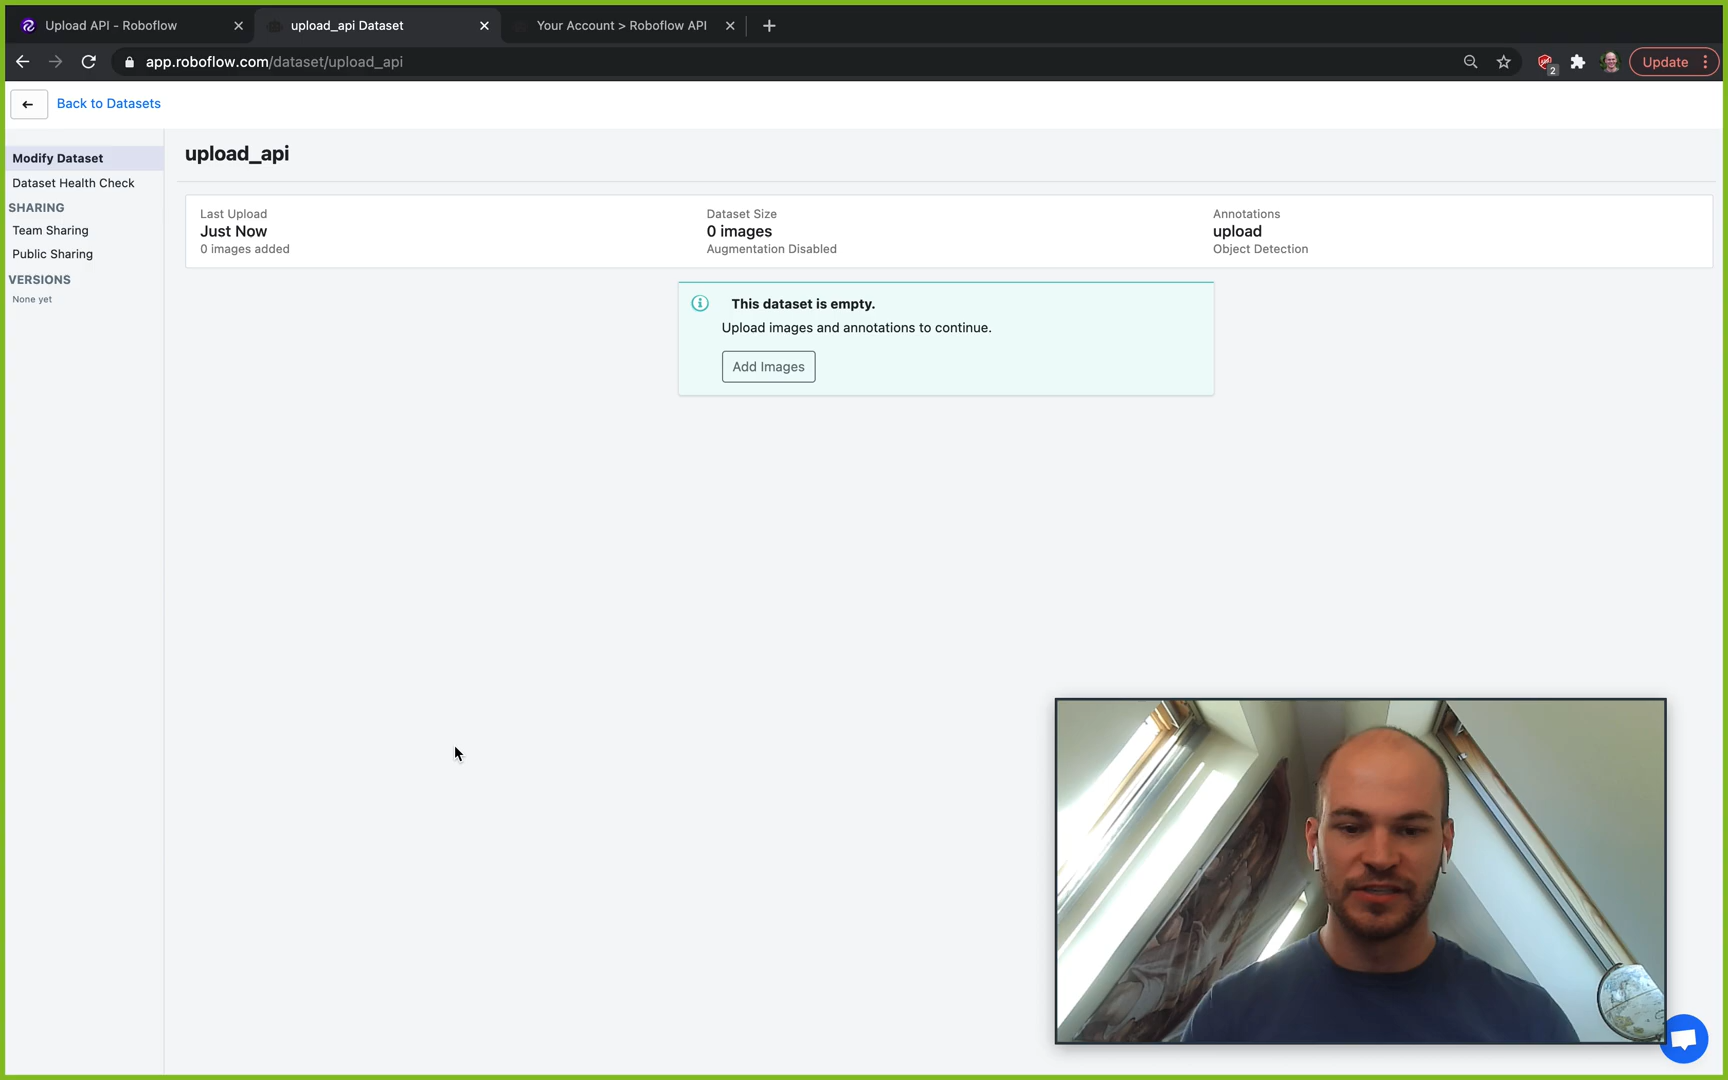 Upload API - Roboflow
upload_api Dataset
Your Account > Roboflow API
app.roboflow.com/dataset/upload_api
2
Update
Back to Datasets
Modify Dataset
Dataset Health Check
SHARING
Team Sharing
Public Sharing
VERSIONS
None yet
upload_api
Last Upload
Just Now
0 images added
Dataset Size
0 images
Augmentation Disabled
Annotations
upload
Object Detection
This dataset is empty.
Upload images and annotations to continue.
Add Images